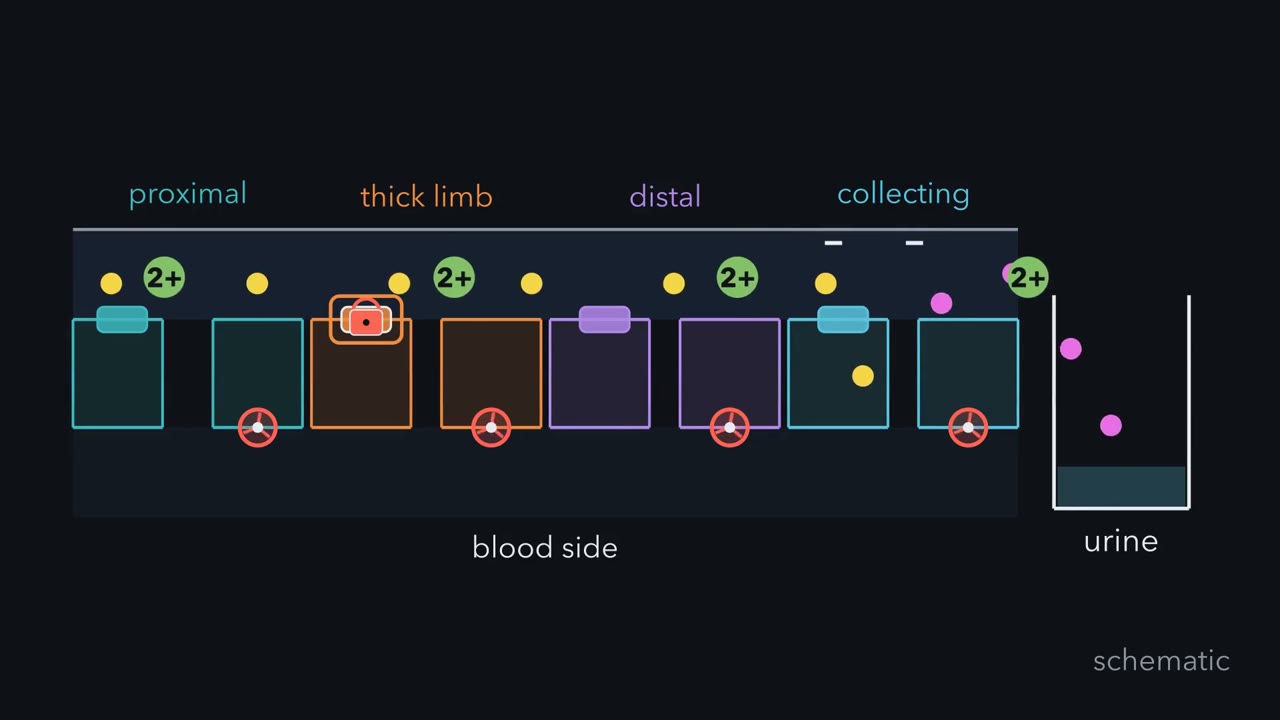 proximal
thick limb
distal
collecting
2+
2+
2+
2+
blood side
urine
schematic